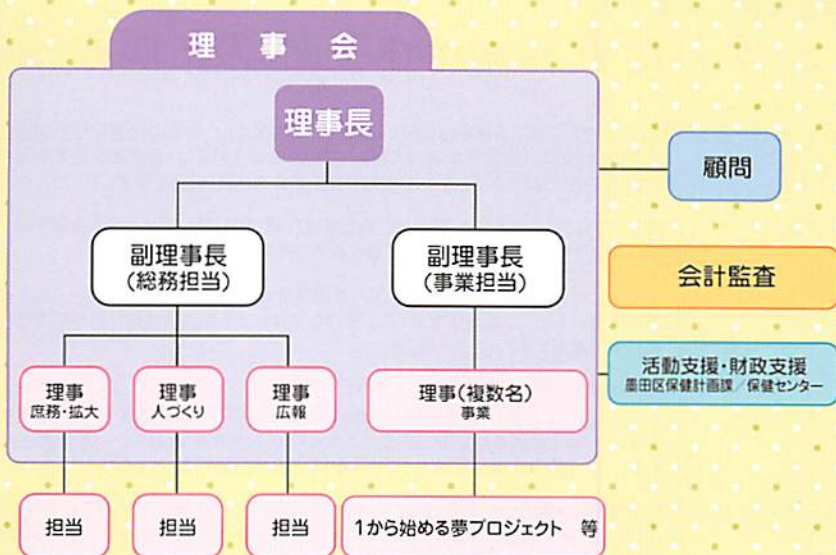 理事会
理事長
顧問
副理事長
(総務担当)
副理事長
(事業担当)
会計監査
活動支援・財政支援
墨田区保健計画課／保健センター
理事
庶務・拡大
理事
人づくり
理事
広報
理事(複数名)
事業
担当
担当
担当
1から始める夢プロジェクト 等